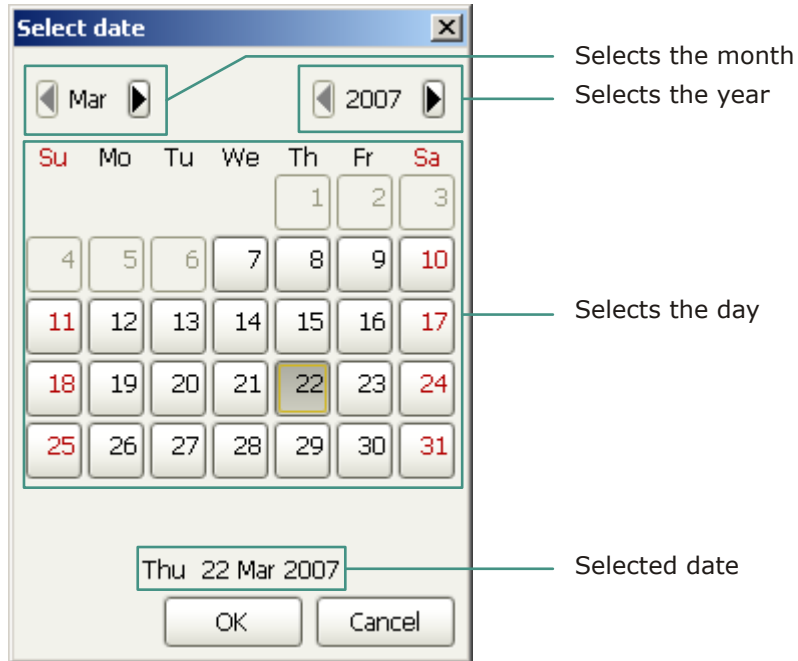 Select date
Selects the month
Mar 2007
Selects the year
Su Mo Tu We Th Fr Sa
1 2 3
4 5 6 7 8 9 10
11 12 13 14 15 16 17
Selects the day
18 19 20 21 22 23 24
25 26 27 28 29 30 31
Thu 22 Mar 2007
Selected date
OK Cancel